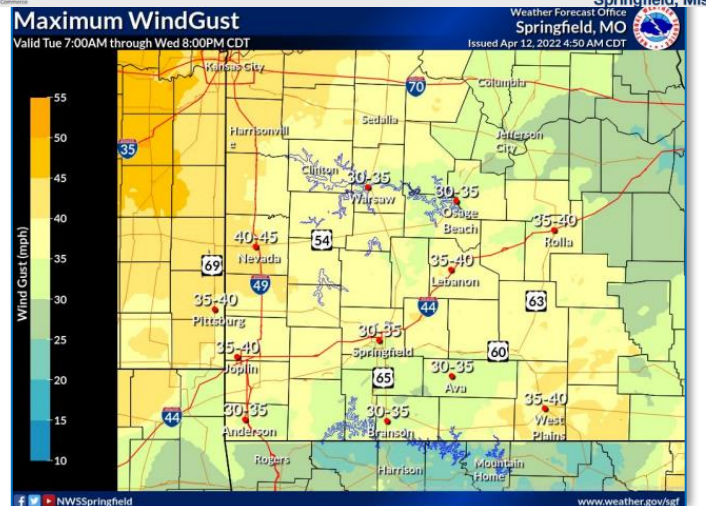 Commerce
Springfield, Mis
Maximum WindGust
Valid Tue 7:00AM through Wed 8:00PM CDT
Weather Forecast Office
Springfield, MO
Issued Apr 12, 2022 4:50 AM CDT
Wind Gust (mph)
55
50
45
40
35
30
25
20
15
10
Kansas City
70
Columbia
Sedalia
Harrisonvill
e
35
Jefferson
City
Clinton
30-35
Warsaw
30-35
Osage
Beach
35-40
Rolla
40-45
Nevada
54
69
49
35-40
Lebanon
35-40
Pittsburg
44
63
30-35
Springfield
35-40
Joplin
60
65
30-35
Ava
44
30-35
Anderson
30-35
Branson
35-40
West
Plains
Rogers
Harrison
Mountain
Home
NWSSpringfield
www.weather.gov/sgf